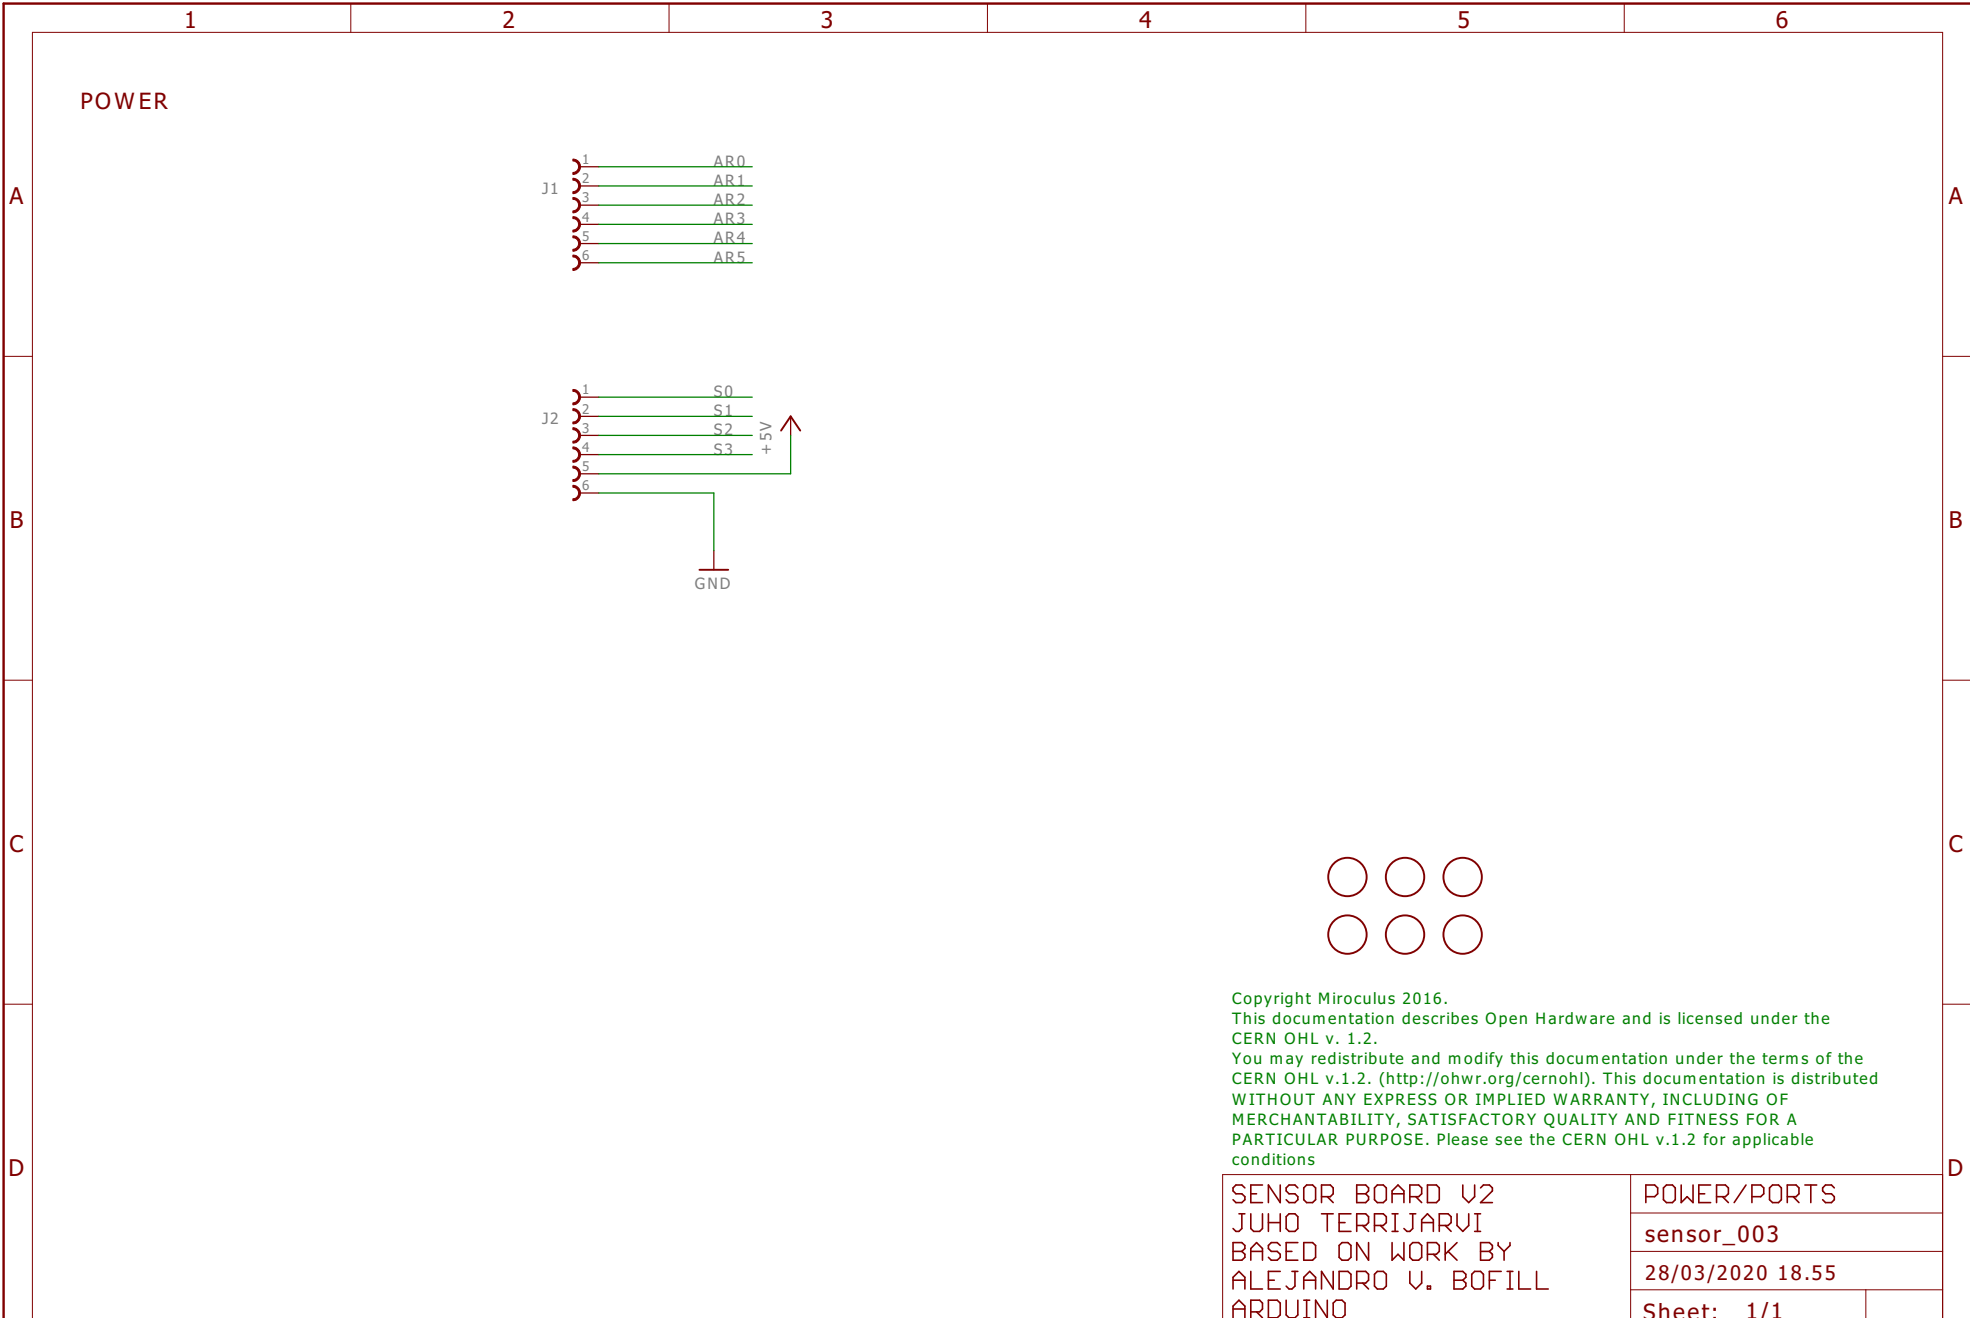 1 2 3 4 5 6
POWER
A A
J1
1 AR0
2 AR1
3 AR2
4 AR3
5 AR4
6 AR5
J2
1 S0
2 S1
3 S2
4 S3
5 +5V
6
GND
B B
C C
Copyright Miroculus 2016.
This documentation describes Open Hardware and is licensed under the
CERN OHL v. 1.2.
You may redistribute and modify this documentation under the terms of the
CERN OHL v.1.2. (http://ohwr.org/cernohl). This documentation is distributed
WITHOUT ANY EXPRESS OR IMPLIED WARRANTY, INCLUDING OF
MERCHANTABILITY, SATISFACTORY QUALITY AND FITNESS FOR A
PARTICULAR PURPOSE. Please see the CERN OHL v.1.2 for applicable
conditions
D D
SENSOR BOARD V2
JUHO TERRIJARVI
BASED ON WORK BY
ALEJANDRO V. BOFILL
ARDUINO
POWER/PORTS
sensor_003
28/03/2020 18.55
Sheet: 1/1